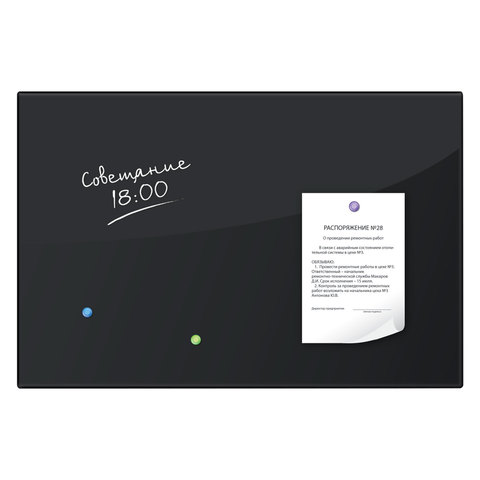 Совещание
18:00
РАСПОРЯЖЕНИЕ №28
О проведении ремонтных работ
В связи с аварийным состоянием отопи-
тельной системы в цехе №3,
ОБЯЗЫВАЮ:
1. Провести ремонтные работы в цехе №3.
Ответственный – начальник
ремонтно-технической службы Макаров
Д.И. Срок исполнения – 15 июля.
2. Контроль за проведением ремонтных
работ возложить на начальника цеха №3
Антонова Ю.В.
Директор предприятия